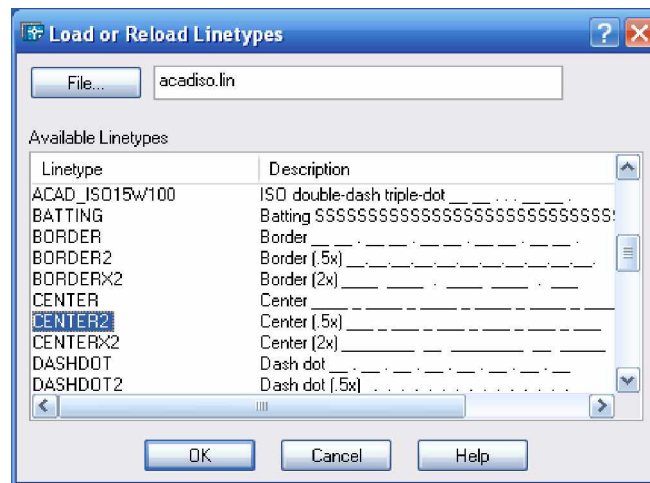 Load or Reload Linetypes
File... acadiso.lin
Available Linetypes
Linetype Description
ACAD_ISO15W100 ISO double-dash triple-dot __ __ . . . __ __ .
BATTING Batting SSSSSSSSSSSSSSSSSSSSSSSSSSSSSS
BORDER Border __ __ . __ __ . __ __ . __ __ .
BORDER2 Border (.5x) __.__.__.__.__.__.__.__.
BORDERX2 Border (2x) ____ ____ . ____ ____ . ___
CENTER Center ____ _ ____ _ ____ _ ____ _ ____
CENTER2 Center (.5x) ___ _ ___ _ ___ _ ___ _ ___
CENTERX2 Center (2x) ________ __ ________ __ _____
DASHDOT Dash dot __ . __ . __ . __ . __ . __ . __
DASHDOT2 Dash dot (.5x) _ . _ . _ . _ . _ . _ . _ .
OK Cancel Help